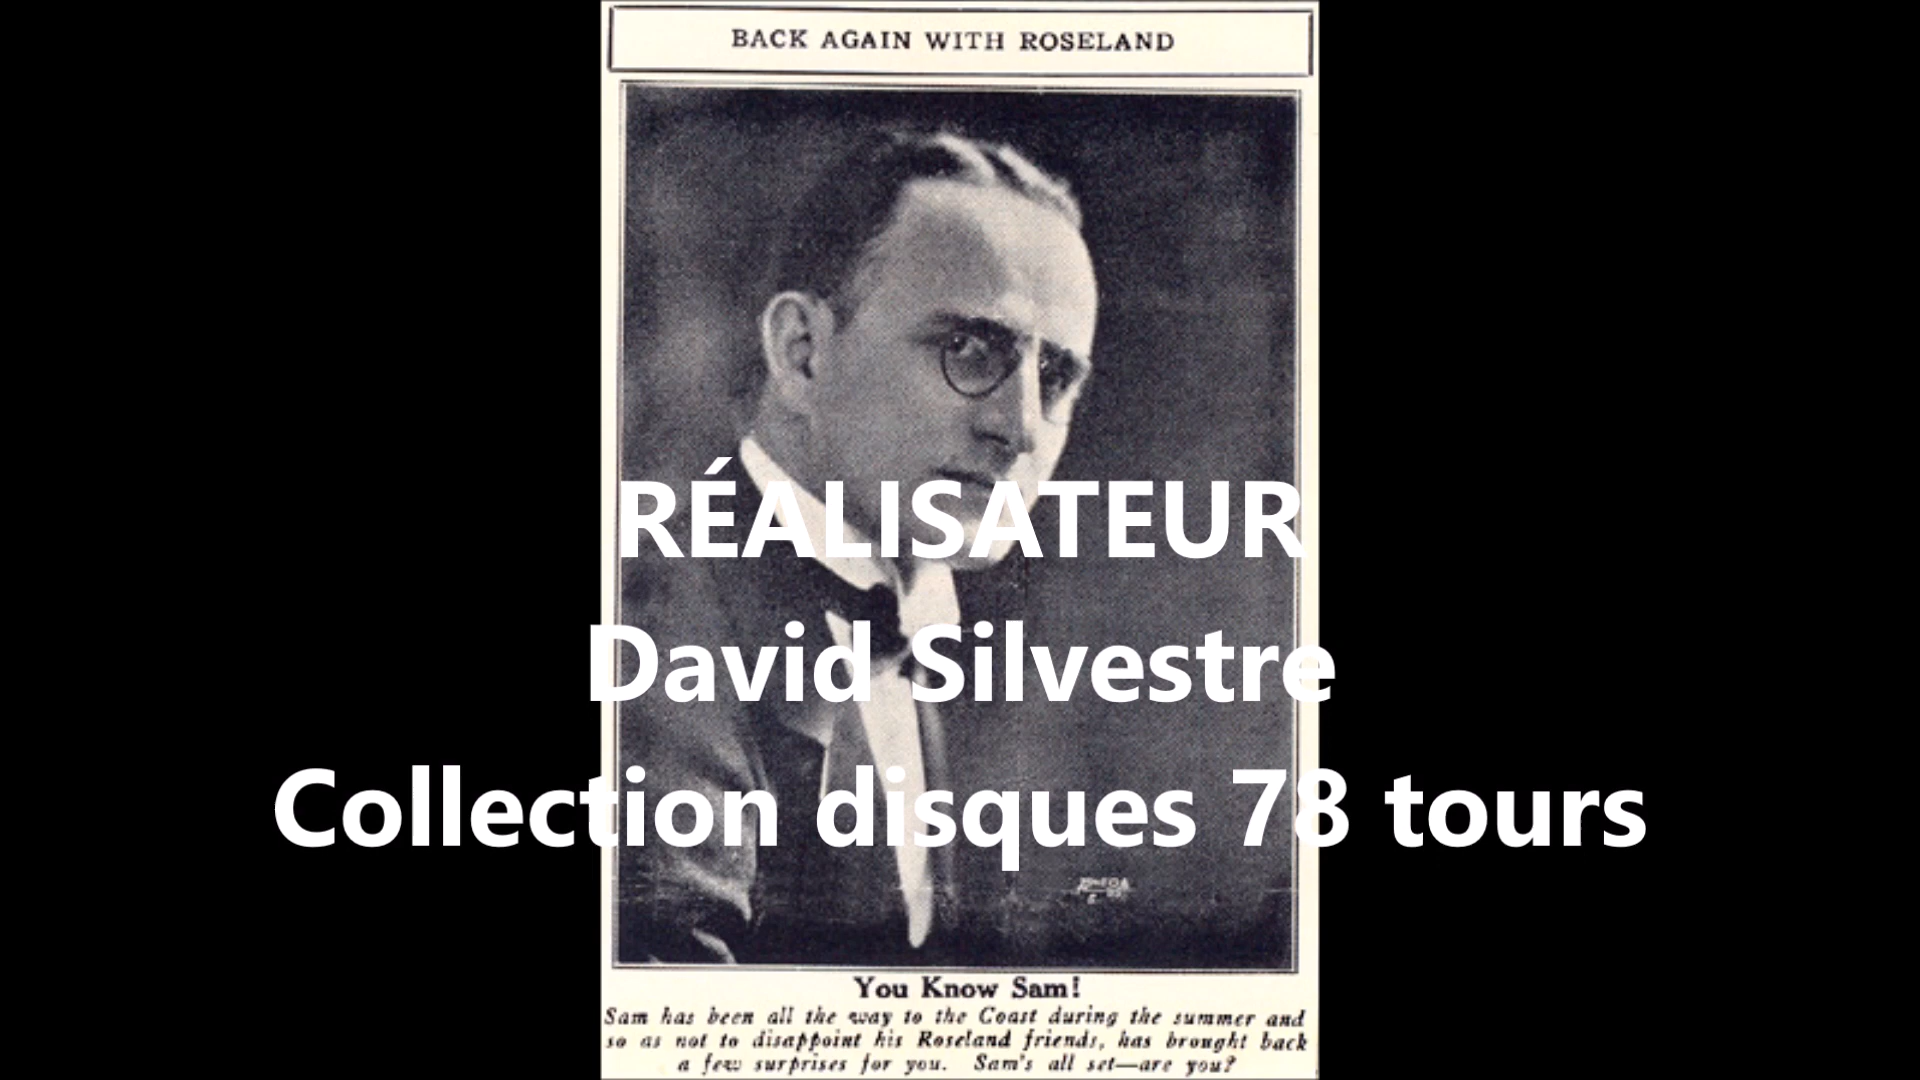 BACK AGAIN WITH ROSELAND
RÉALISATEUR
David Silvestre
Collection disques 78 tours
You Know Sam!
Sam has been all the way to the Coast during the summer and
so as not to disappoint his Roseland friends, has brought back
a few surprises for you. Sam's all set—are you?